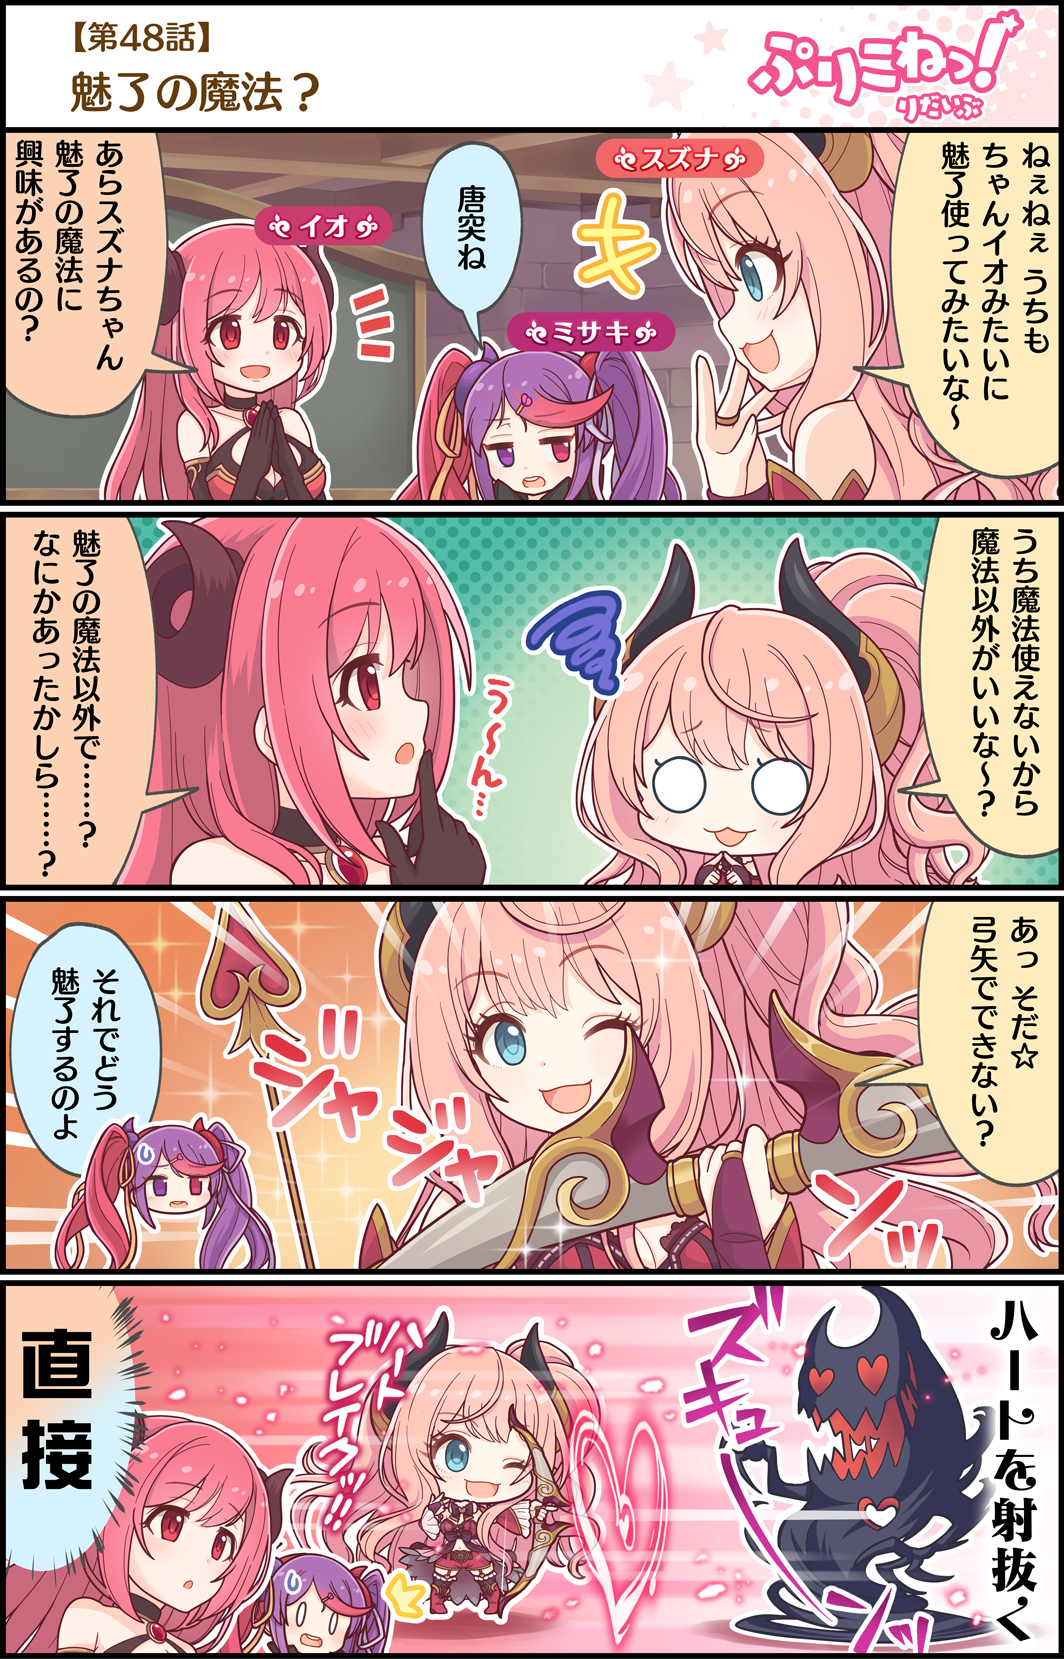 【第48話】
魅了の魔法？
ぷりこねっ！
りだいぶ
ねぇねぇ うちも
ちゃんイオみたいに
魅了使ってみたいな～
スズナ
唐突ね
ミサキ
イオ
あらスズナちゃん
魅了の魔法に
興味があるの？
うち魔法使えないから
魔法以外がいいな～？
う～ん…
魅了の魔法以外で……？
なにかあったかしら……？
あっ そだ☆
弓矢でできない？
ジャジャンッ
それでどう
魅了するのよ
ハートを射抜く
ズキューンッ
ハート
ブレイク!!
直接